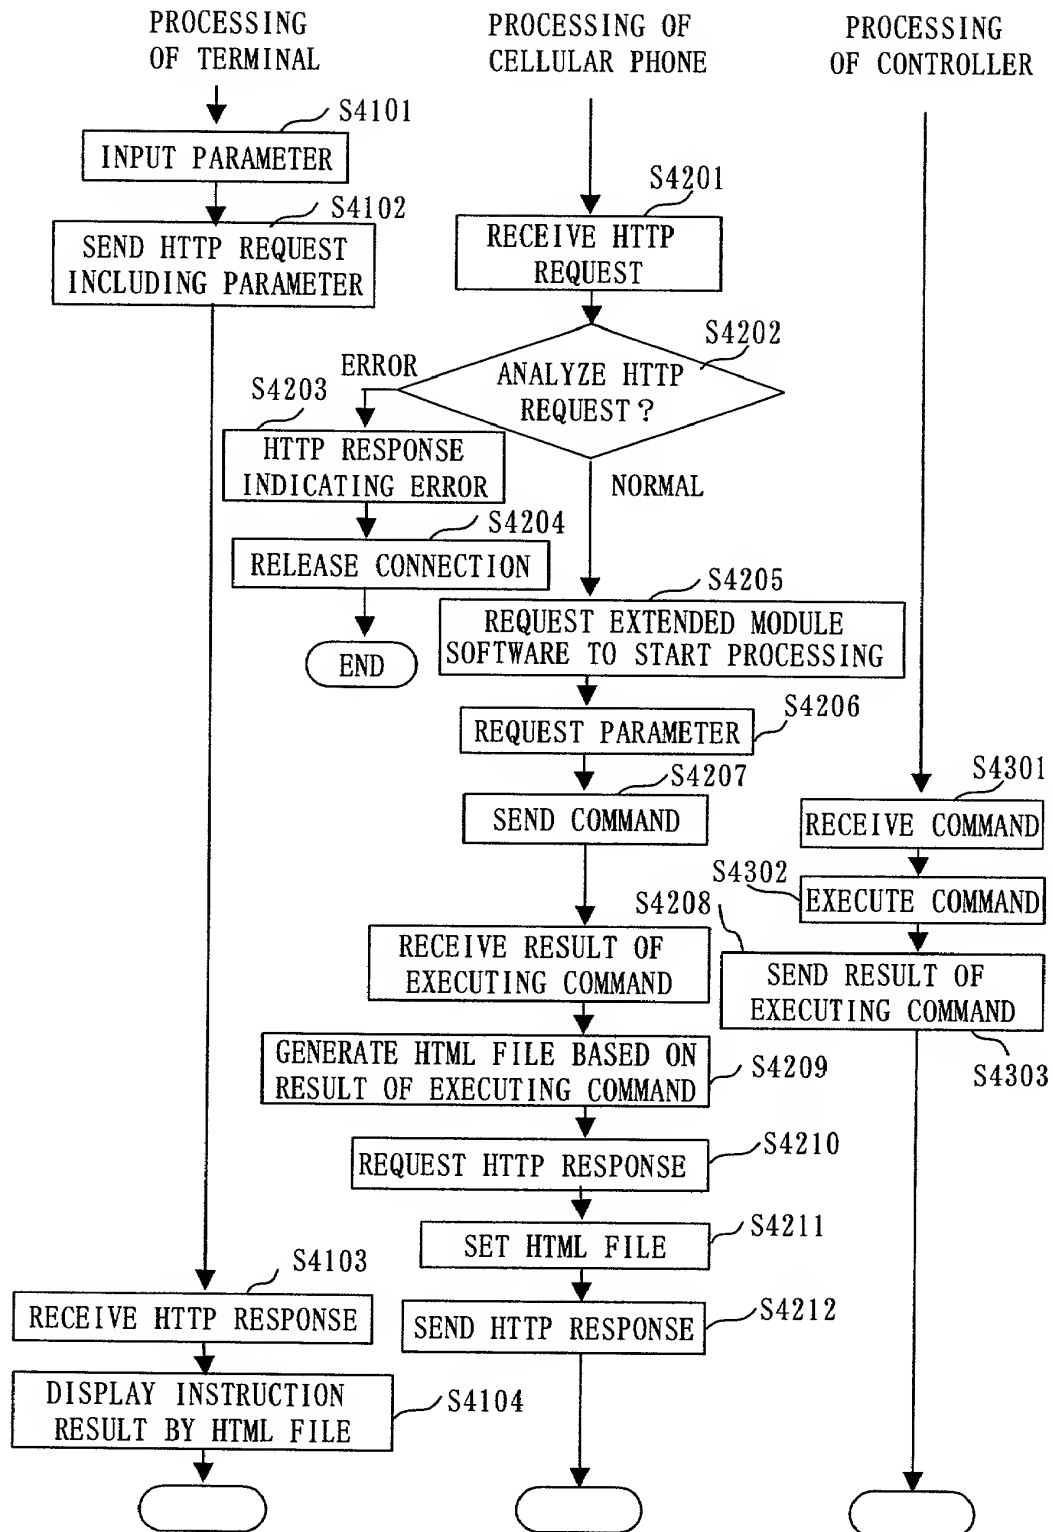 PROCESSING
OF TERMINAL
PROCESSING OF
CELLULAR PHONE
PROCESSING
OF CONTROLLER
S4101
INPUT PARAMETER
S4102
SEND HTTP REQUEST
INCLUDING PARAMETER
S4201
RECEIVE HTTP
REQUEST
S4202
ANALYZE HTTP
REQUEST?
ERROR
S4203
HTTP RESPONSE
INDICATING ERROR
NORMAL
S4204
RELEASE CONNECTION
END
S4205
REQUEST EXTENDED MODULE
SOFTWARE TO START PROCESSING
S4206
REQUEST PARAMETER
S4207
SEND COMMAND
S4301
RECEIVE COMMAND
S4302
EXECUTE COMMAND
S4208
RECEIVE RESULT OF
EXECUTING COMMAND
SEND RESULT OF
EXECUTING COMMAND
S4303
GENERATE HTML FILE BASED ON
RESULT OF EXECUTING COMMAND
S4209
REQUEST HTTP RESPONSE
S4210
SET HTML FILE
S4211
S4103
RECEIVE HTTP RESPONSE
SEND HTTP RESPONSE
S4212
DISPLAY INSTRUCTION
RESULT BY HTML FILE
S4104